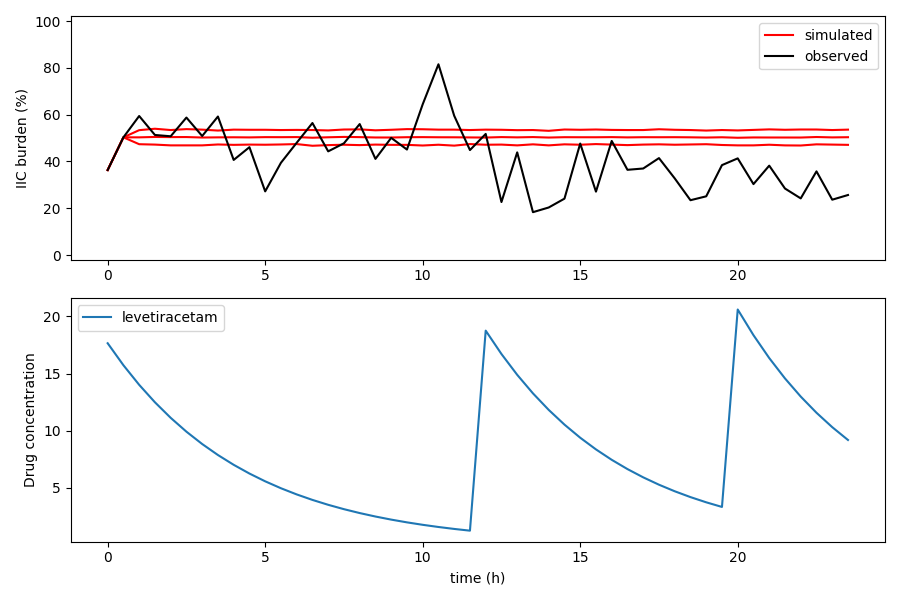 IIC burden (%)
100
80
60
40
20
0
simulated
observed
0 5 10 15 20
Drug concentration
20
15
10
5
levetiracetam
0 5 10 15 20
time (h)